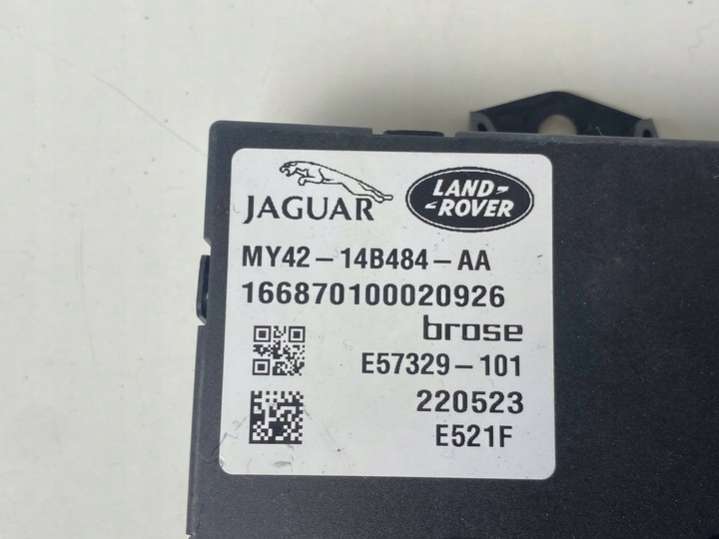 JAGUAR
LAND-
-ROVER
MY42-14B484-AA
166870100020926
brose
E57329-101
220523
E521F